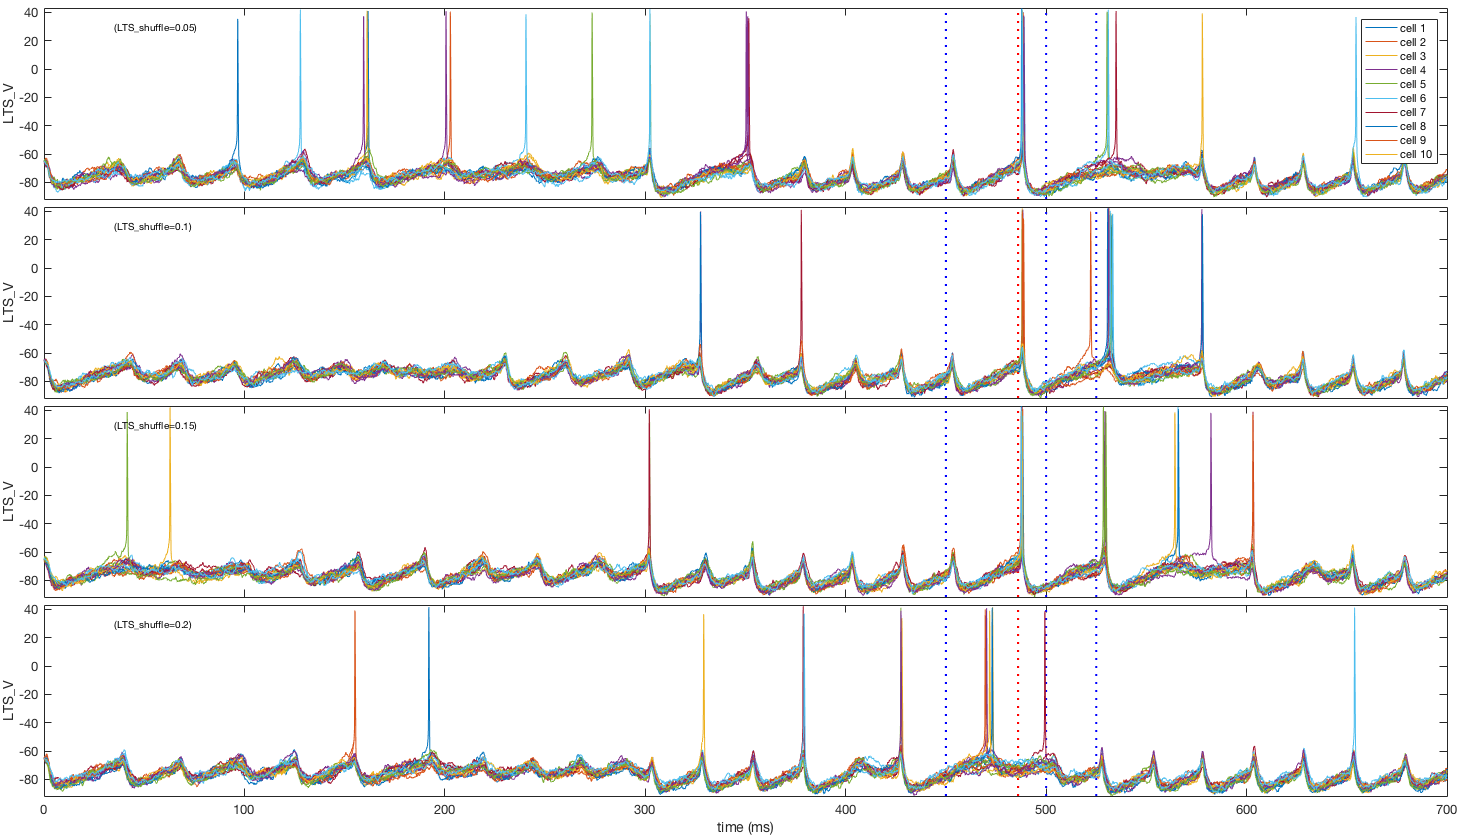 40
20
0
-20
-40
-60
-80
LTS_V
(LTS_shuffle=0.05)
cell 1
cell 2
cell 3
cell 4
cell 5
cell 6
cell 7
cell 8
cell 9
cell 10
40
20
0
-20
-40
-60
-80
LTS_V
(LTS_shuffle=0.1)
40
20
0
-20
-40
-60
-80
LTS_V
(LTS_shuffle=0.15)
40
20
0
-20
-40
-60
-80
LTS_V
(LTS_shuffle=0.2)
0 100 200 300 400 500 600 700
time (ms)